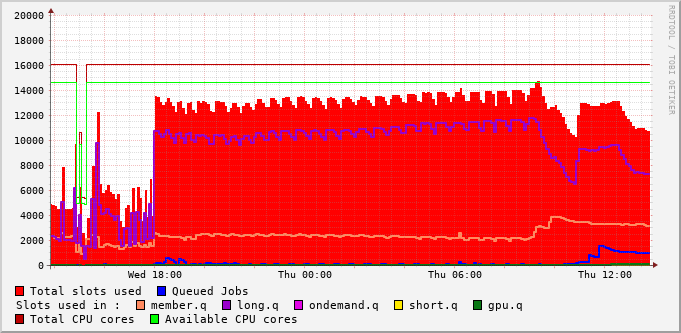 20000
18000
16000
14000
12000
10000
8000
6000
4000
2000
0
Wed 18:00 Thu 00:00 Thu 06:00 Thu 12:00
RRDTOOL / TOBI OETIKER
Total slots used Queued Jobs
Slots used in : member.q long.q ondemand.q short.q gpu.q
Total CPU cores Available CPU cores